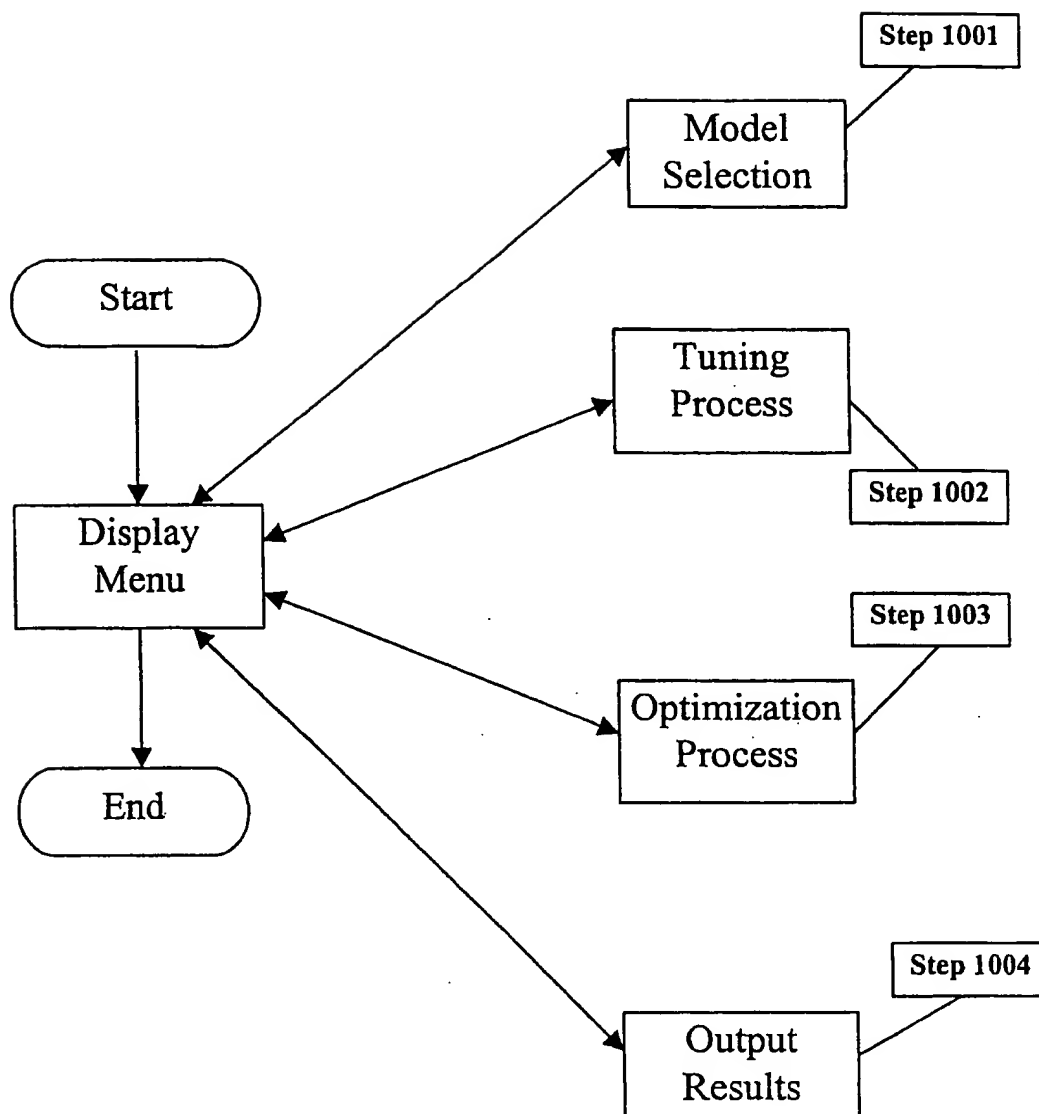 Step 1001
Model
Selection
Start
Tuning
Process
Step 1002
Display
Menu
Step 1003
Optimization
Process
End
Step 1004
Output
Results